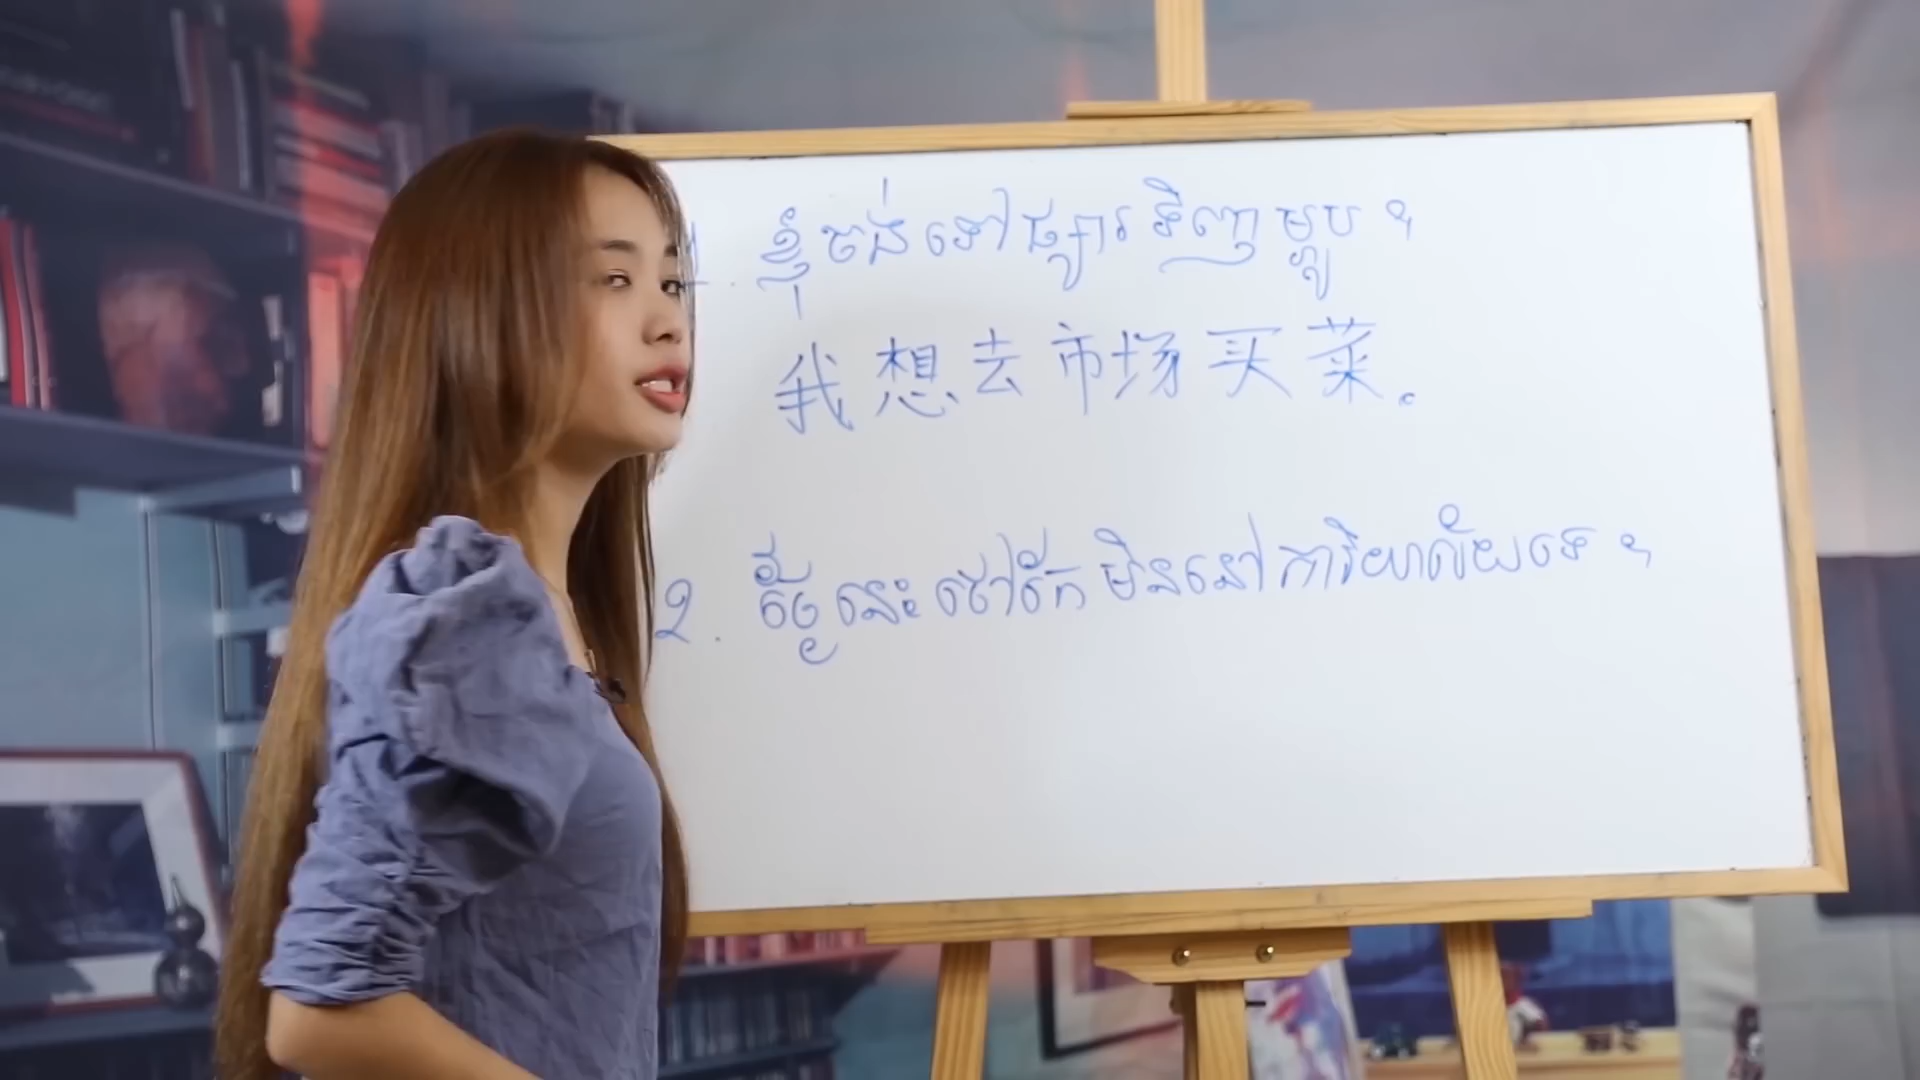 1. ខ្ញុំចង់ទៅផ្សារទិញម្ហូប។
我想去市场买菜。
2. ថ្ងៃនេះថៅកែមិននៅការិយាល័យទេ។